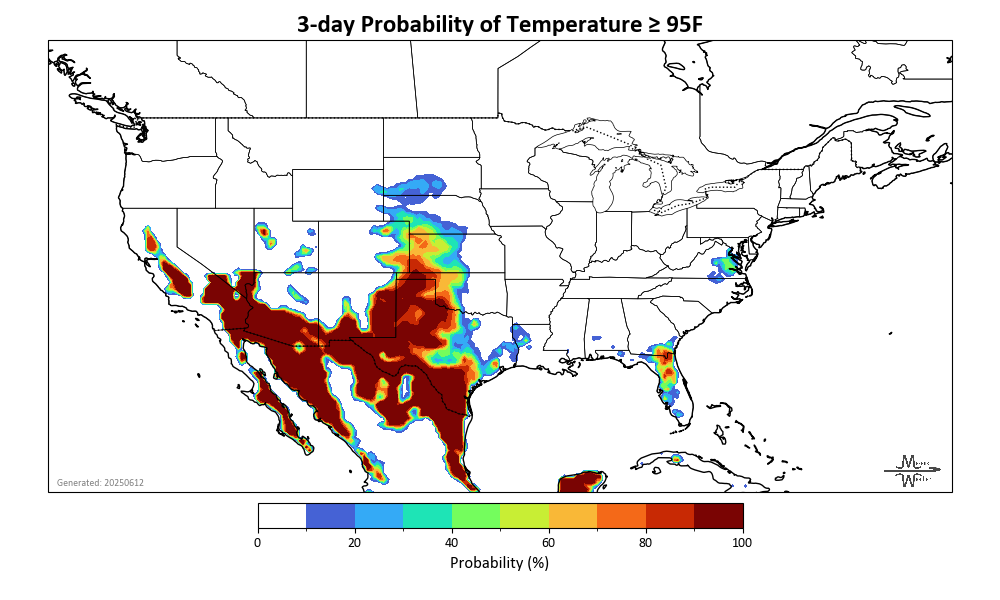 3-day Probability of Temperature ≥ 95F
Generated: 20250612
0 20 40 60 80 100
Probability (%)